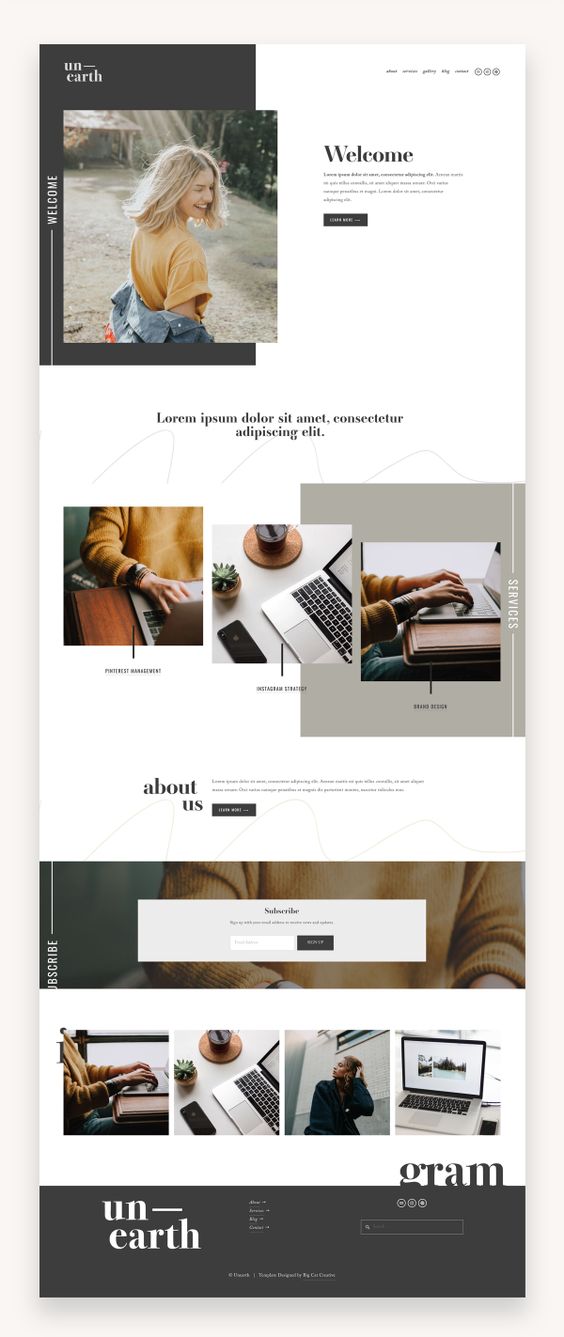 un—
earth
about services gallery blog contact
WELCOME
Welcome
Lorem ipsum dolor sit amet, consectetur adipiscing elit. Aenean mattis
mi quis tellus convallis, sit amet aliquet massa ornare. Orci varius
natoque penatibus et magni. Lorem dolor sit amet, consectetur
adipiscing elit.
LEARN MORE ⟶
Lorem ipsum dolor sit amet, consectetur
adipiscing elit.
SERVICES
PINTEREST MANAGEMENT
INSTAGRAM STRATEGY
BRAND DESIGN
about
us
Lorem ipsum dolor sit amet, consectetur adipiscing elit. Aenean mattis mi quis tellus convallis, sit amet aliquet
massa ornare. Orci varius natoque penatibus et magnis dis parturient montes, nascetur ridiculus mus.
LEARN MORE ⟶
UBSCRIBE
Subscribe
Sign up with your email address to receive news and updates.
Email Address
SIGN UP
i
gram
un—
earth
About →
Services →
Blog →
Contact →
Search
© Unearth | Template Designed by Big Cat Creative